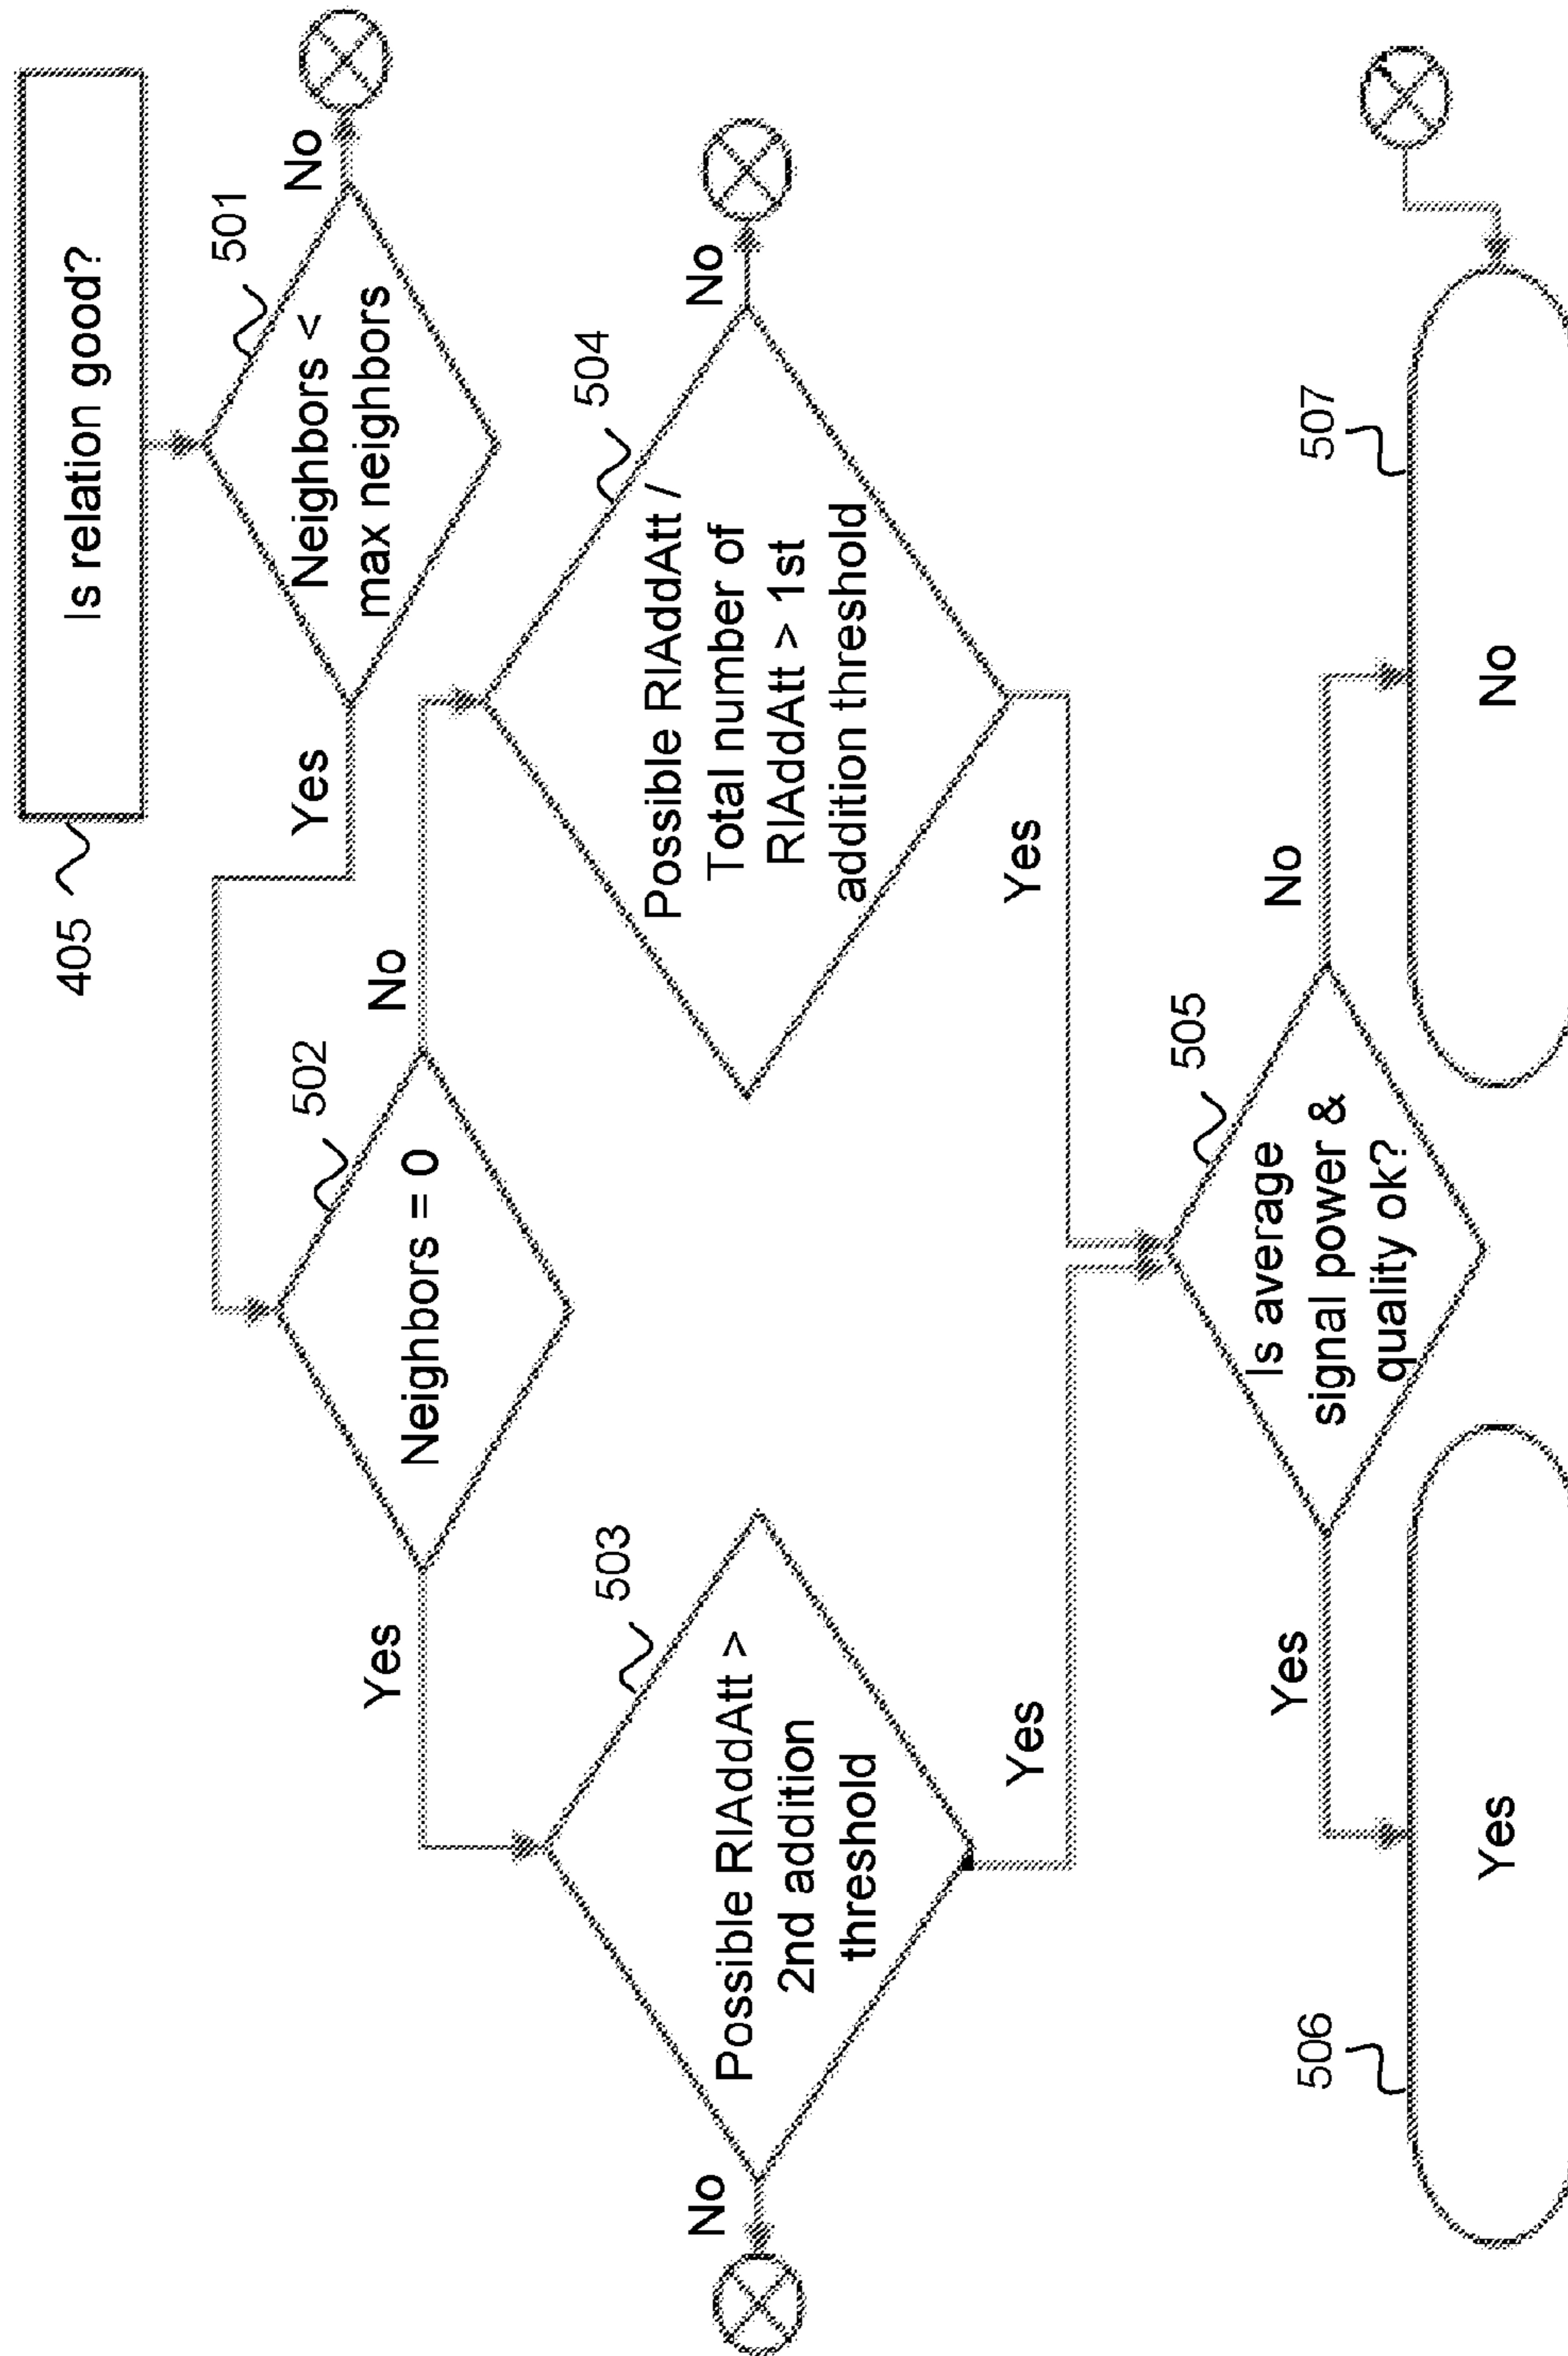 405
Is relation good?
501
Neighbors <
max neighbors
Yes
No
502
Neighbors = 0
Yes
No
503
Possible RIAddAtt >
2nd addition
threshold
No
Yes
504
Possible RIAddAtt /
Total number of
RIAddAtt > 1st
addition threshold
No
Yes
505
Is average
signal power &
quality ok?
Yes
No
506
Yes
507
No